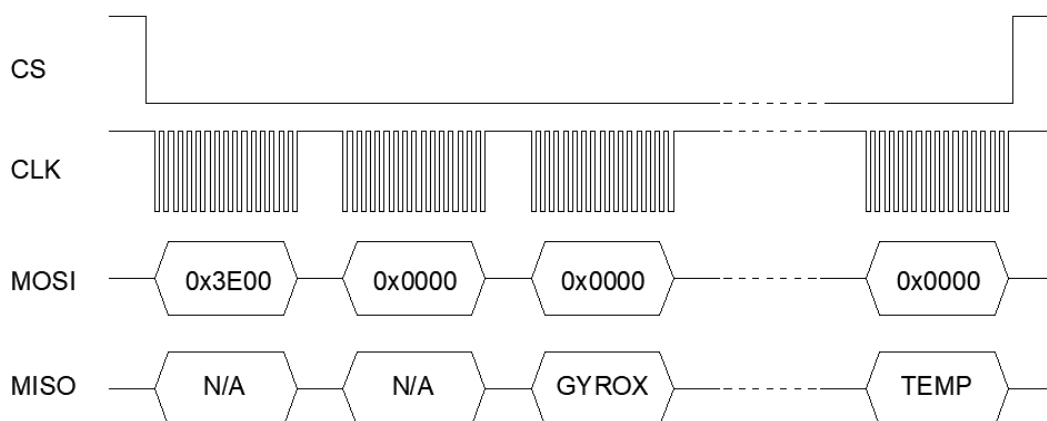 CS
CLK
MOSI 0x3E00 0x0000 0x0000 0x0000
MISO N/A N/A GYROX TEMP